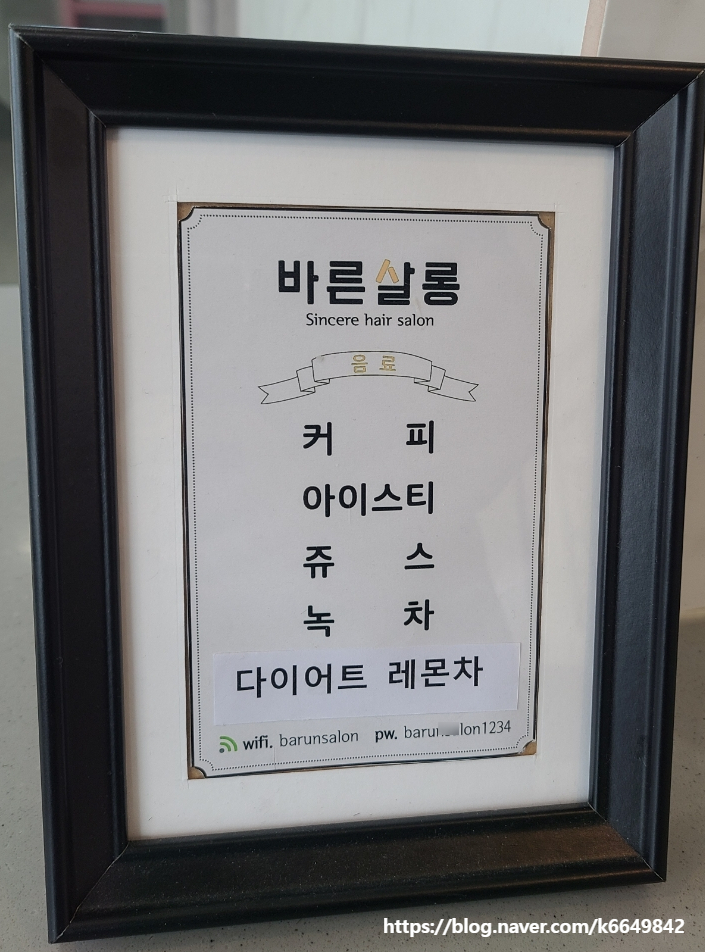 바른살롱
Sincere hair salon
음료
커 피
아이스티
쥬 스
녹 차
다이어트 레몬차
wifi. barunsalon pw.
https://blog.naver.com/k6649842